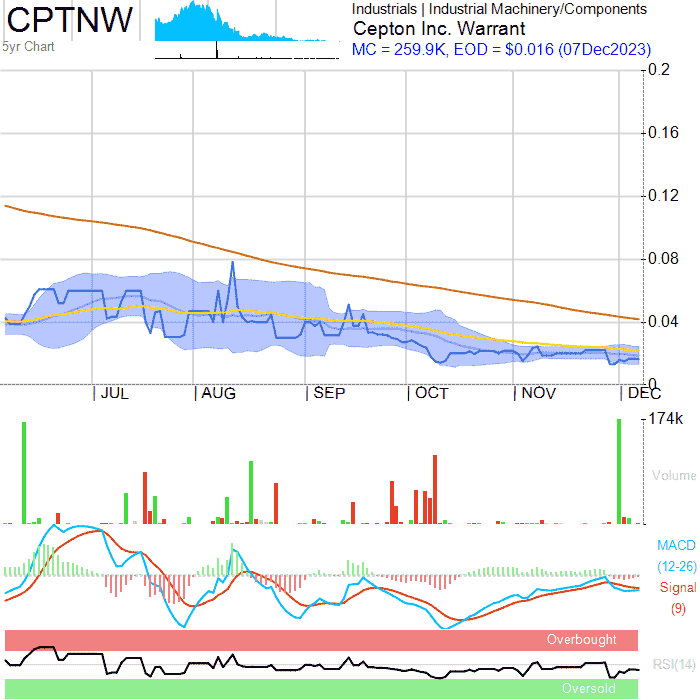 CPTNW
5yr Chart
Industrials | Industrial Machinery/Components
Cepton Inc. Warrant
MC = 259.9K, EOD = $0.016 (07Dec2023)
0.2
0.16
0.12
0.08
0.04
0
JUL AUG SEP OCT NOV DEC
174k
Volume
MACD
(12-26)
Signal
(9)
Overbought
RSI(14)
Oversold